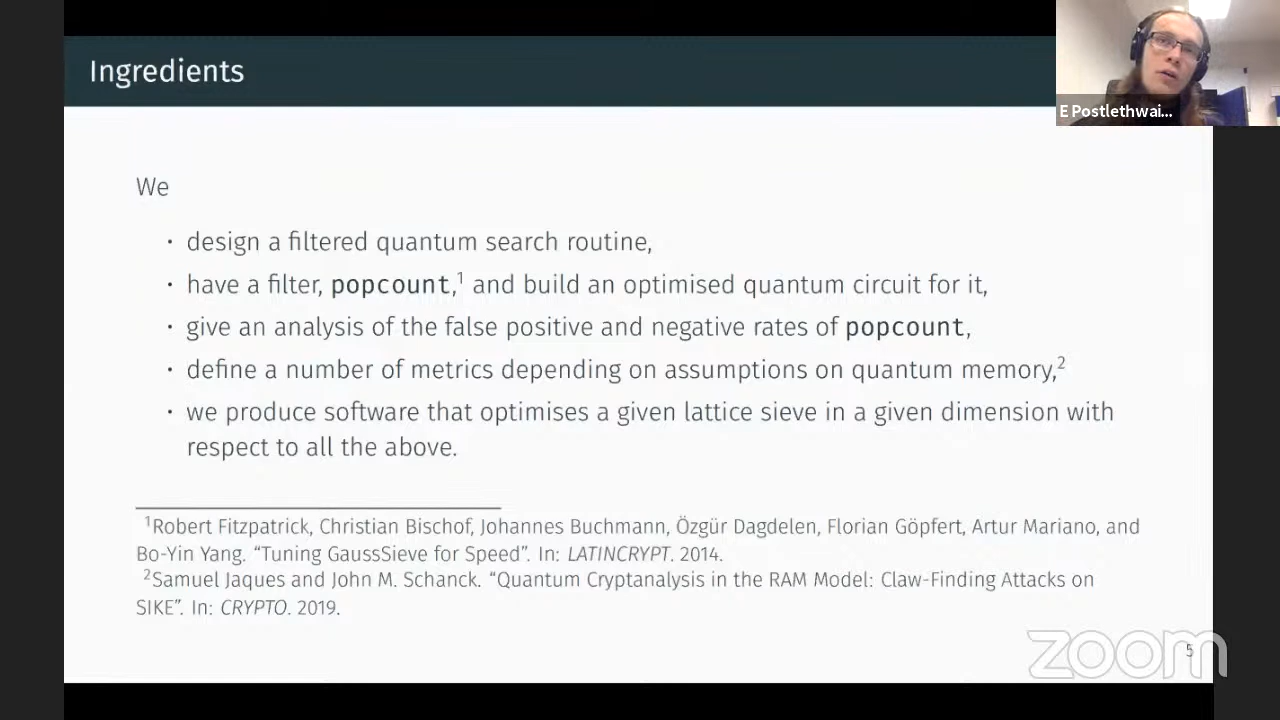 Ingredients
E Postlethwai...
We
· design a filtered quantum search routine,
· have a filter, popcount,¹ and build an optimised quantum circuit for it,
· give an analysis of the false positive and negative rates of popcount,
· define a number of metrics depending on assumptions on quantum memory,²
· we produce software that optimises a given lattice sieve in a given dimension with
respect to all the above.
¹Robert Fitzpatrick, Christian Bischof, Johannes Buchmann, Özgür Dagdelen, Florian Göpfert, Artur Mariano, and
Bo-Yin Yang. “Tuning GaussSieve for Speed”. In: LATINCRYPT. 2014.
²Samuel Jaques and John M. Schanck. “Quantum Cryptanalysis in the RAM Model: Claw-Finding Attacks on
SIKE”. In: CRYPTO. 2019.
zoom
5